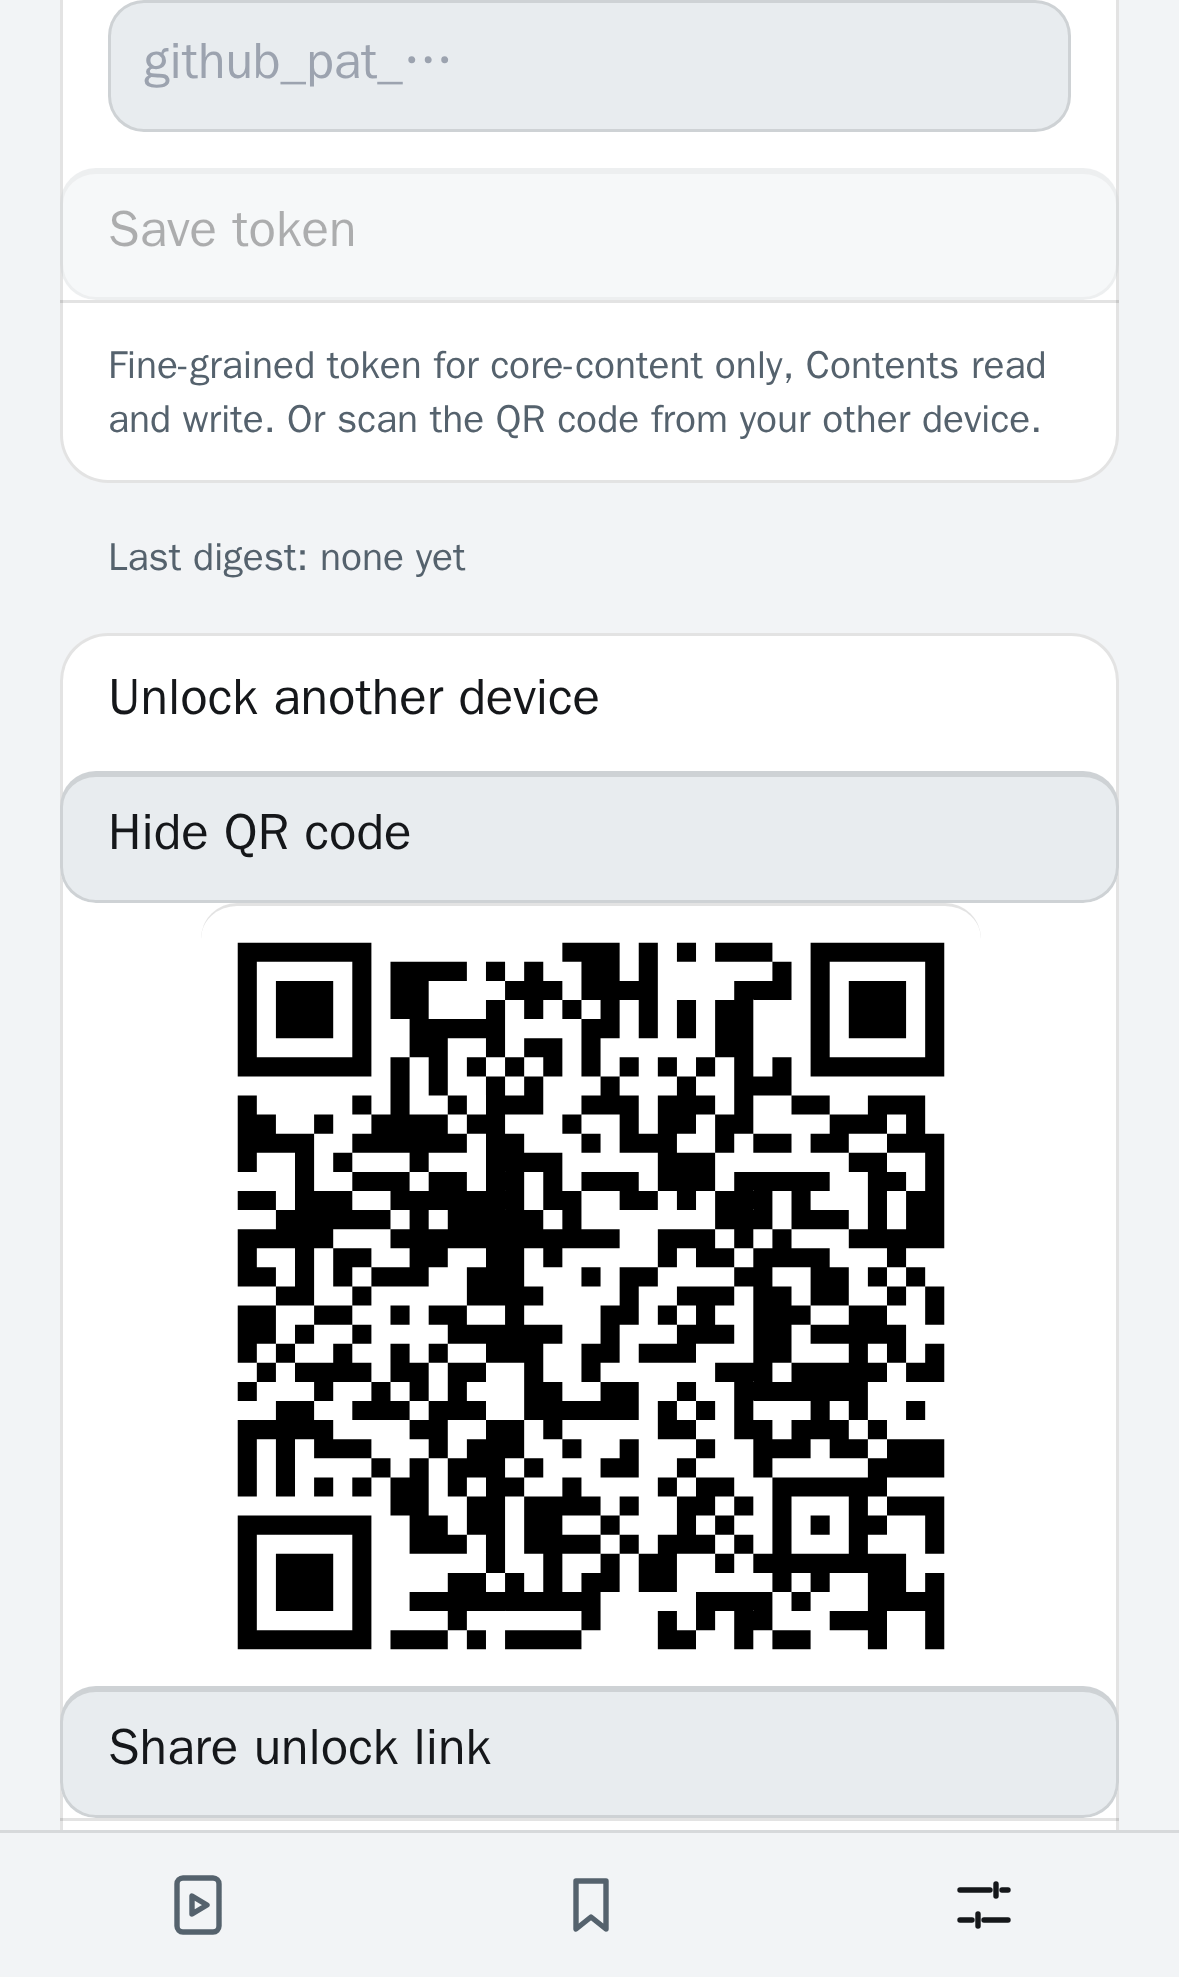 github_pat_···
Save token
Fine-grained token for core-content only, Contents read
and write. Or scan the QR code from your other device.
Last digest: none yet
Unlock another device
Hide QR code
Share unlock link